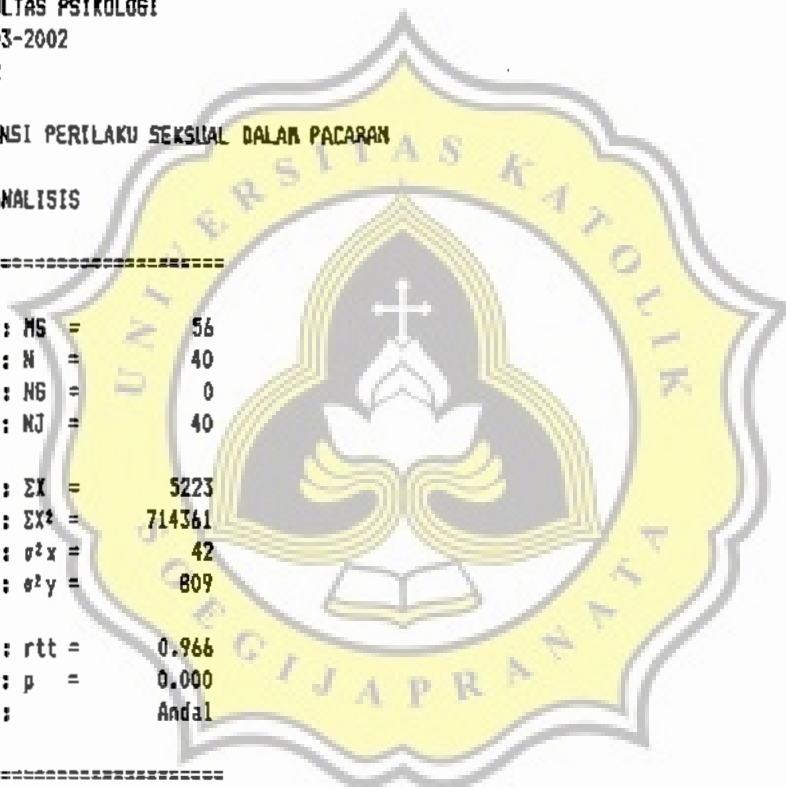 LTAS PSIKOLOGI
3-2002
NSI PERILAKU SEKSUAL DALAM PACARAN
NALISIS
=====================
: MS = 56
: N = 40
: NG = 0
: NJ = 40
: ΣX = 5223
: ΣX² = 714361
: σ²x = 42
: σ²y = 809
: rtt = 0.966
: p = 0.000
: Andal
=====================
UNIVERSITAS KATOLIK
SOEGIJAPRANATA